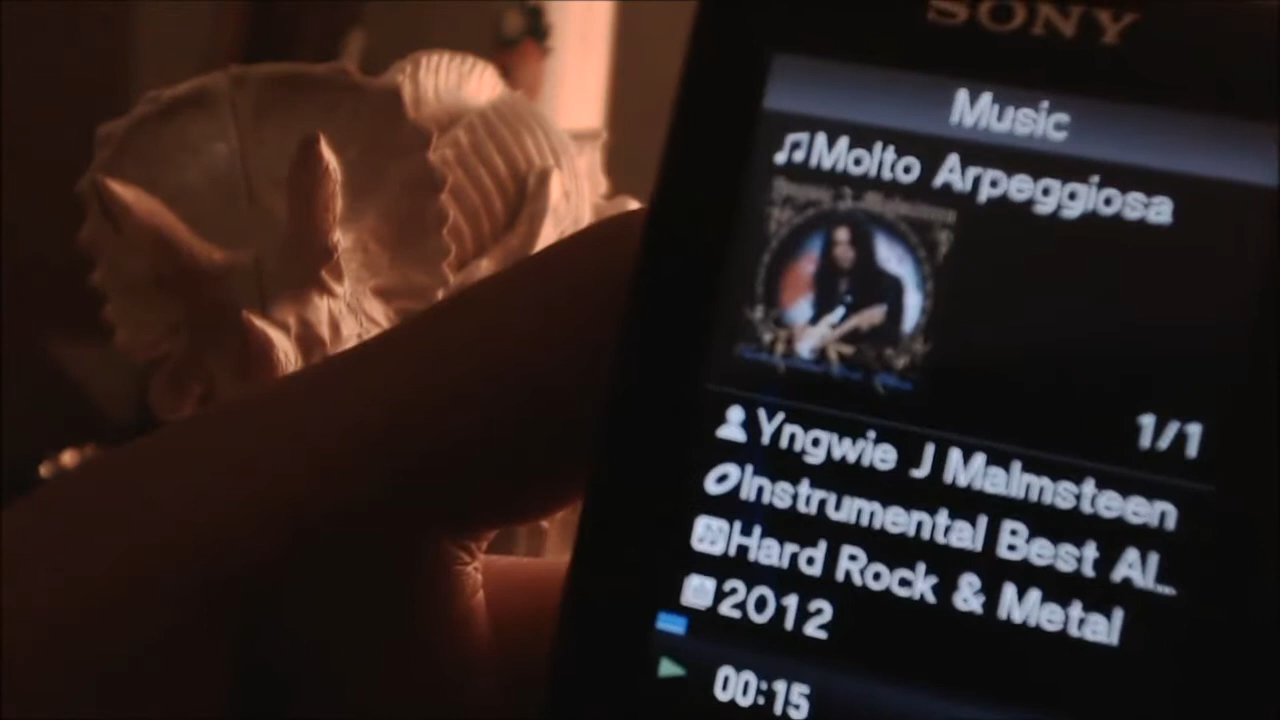 SONY
Music
Molto Arpeggiosa
1/1
Yngwie J Malmsteen
Instrumental Best Al...
Hard Rock & Metal
2012
00:15